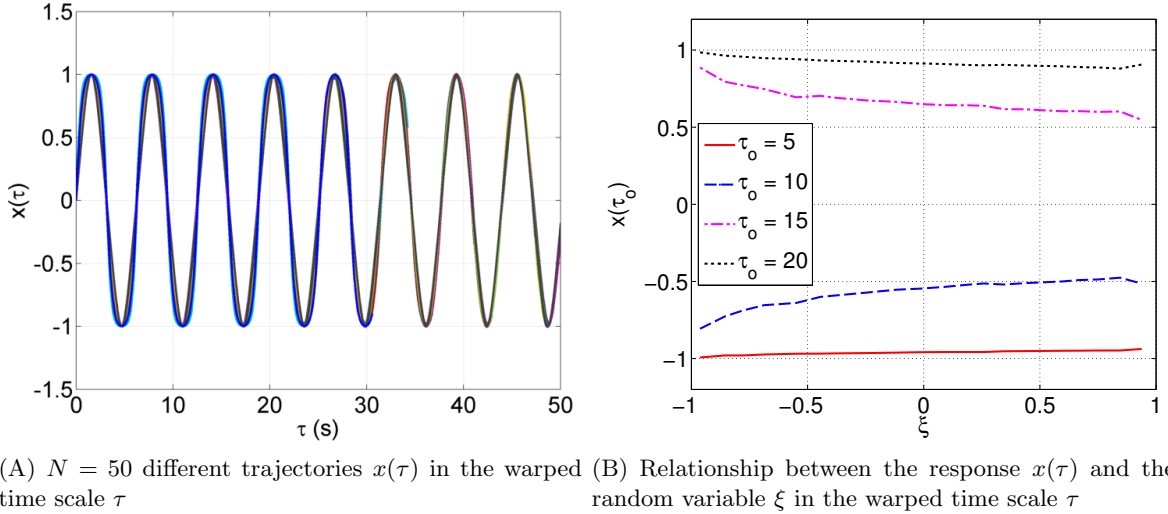 1.5
1
0.5
0
-0.5
-1
-1.5
x(τ)
0 10 20 30 40 50
τ (s)
1
0.5
0
−0.5
−1
x(τo)
τo = 5
τo = 10
τo = 15
τo = 20
−1 −0.5 0 0.5 1
ξ
(A) N = 50 different trajectories x(τ) in the warped
time scale τ
(B) Relationship between the response x(τ) and the
random variable ξ in the warped time scale τ